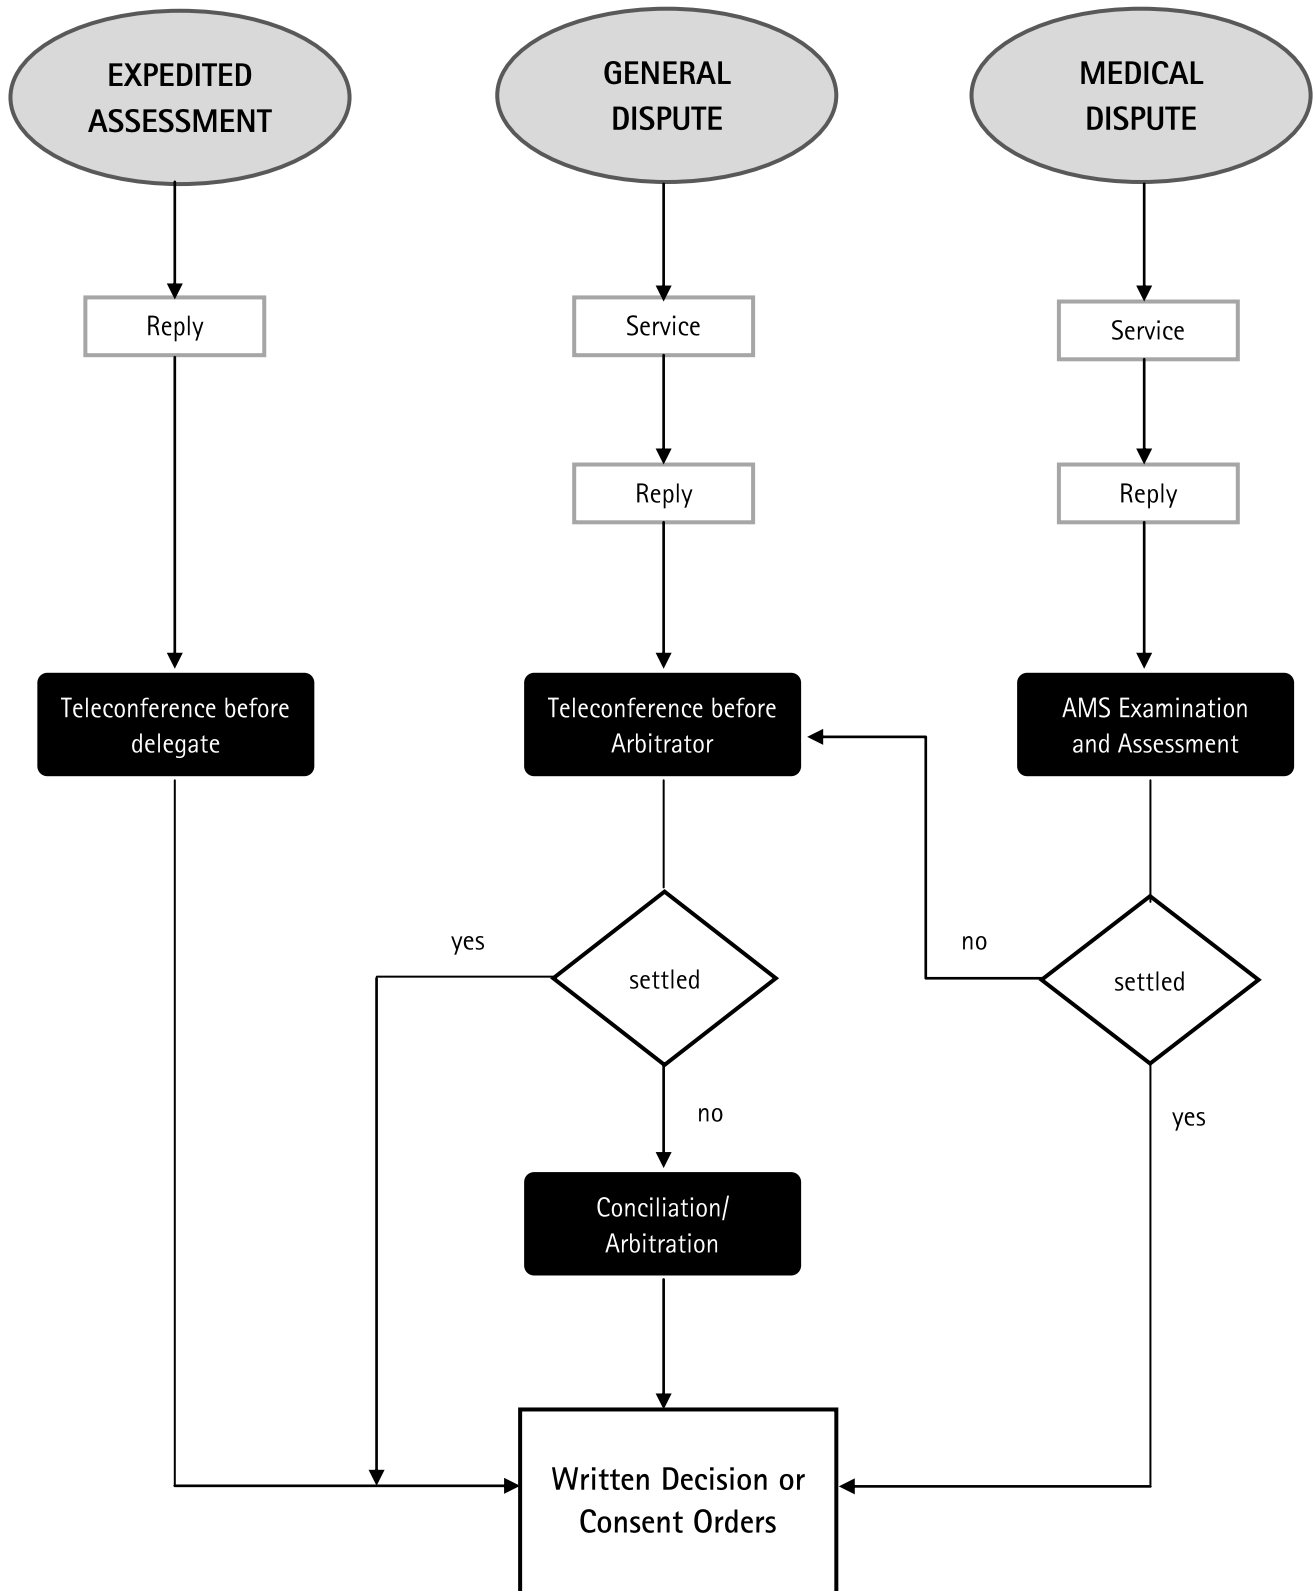 EXPEDITED
ASSESSMENT
GENERAL
DISPUTE
MEDICAL
DISPUTE
Reply
Service
Service
Reply
Reply
Teleconference before
delegate
Teleconference before
Arbitrator
AMS Examination
and Assessment
yes
settled
no
settled
no
yes
Conciliation/
Arbitration
Written Decision or
Consent Orders